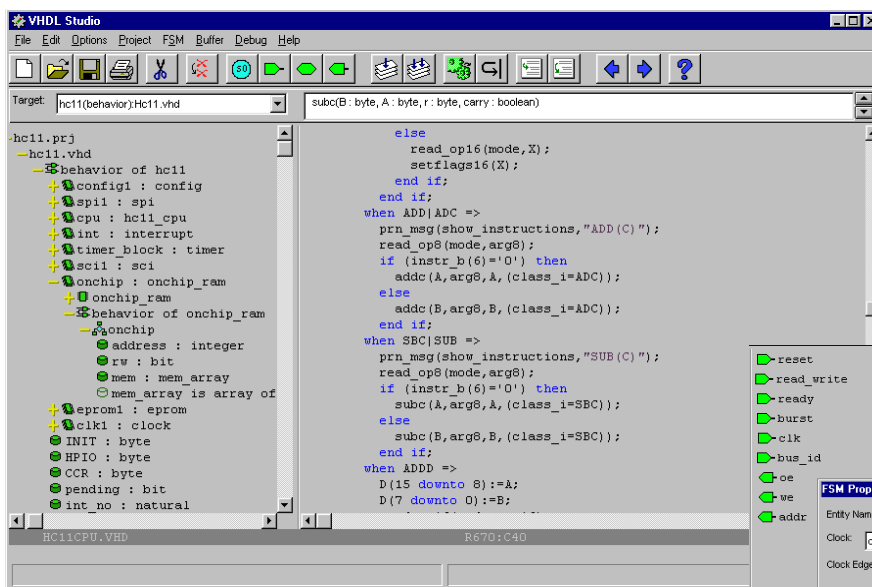 VHDL Studio
File Edit Options Project FSM Buffer Debug Help
S0
Target: hc11(behavior):Hc11.vhd
subc(B : byte, A : byte, r : byte, carry : boolean)
hc11.prj
hc11.vhd
behavior of hc11
config1 : config
spi1 : spi
cpu : hc11_cpu
int : interrupt
timer_block : timer
sci1 : sci
onchip : onchip_ram
onchip_ram
behavior of onchip_ram
onchip
address : integer
rw : bit
mem : mem_array
mem_array is array of
eprom1 : eprom
clk1 : clock
INIT : byte
HPIO : byte
CCR : byte
pending : bit
int_no : natural
else
read_op16(mode,X);
setflags16(X);
end if;
end if;
when ADD|ADC =>
prn_msg(show_instructions,"ADD(C)");
read_op8(mode,arg8);
if (instr_b(6)='0') then
addc(A,arg8,A,(class_i=ADC));
else
addc(B,arg8,B,(class_i=ADC));
end if;
when SBC|SUB =>
prn_msg(show_instructions,"SUB(C)");
read_op8(mode,arg8);
if (instr_b(6)='0') then
subc(A,arg8,A,(class_i=SBC));
else
subc(B,arg8,B,(class_i=SBC));
end if;
when ADDD =>
D(15 downto 8):=A;
D(7 downto 0):=B;
reset
read_write
ready
burst
clk
bus_id
oe
we
addr
FSM Prop
Entity Nam
Clock:
Clock Edge
HC11CPU.VHD
R670:C40